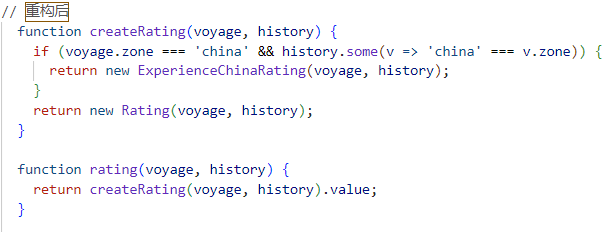 // 重构后
function createRating(voyage, history) {
if (voyage.zone === 'china' && history.some(v => 'china' === v.zone)) {
return new ExperienceChinaRating(voyage, history);
}
return new Rating(voyage, history);
}
function rating(voyage, history) {
return createRating(voyage, history).value;
}